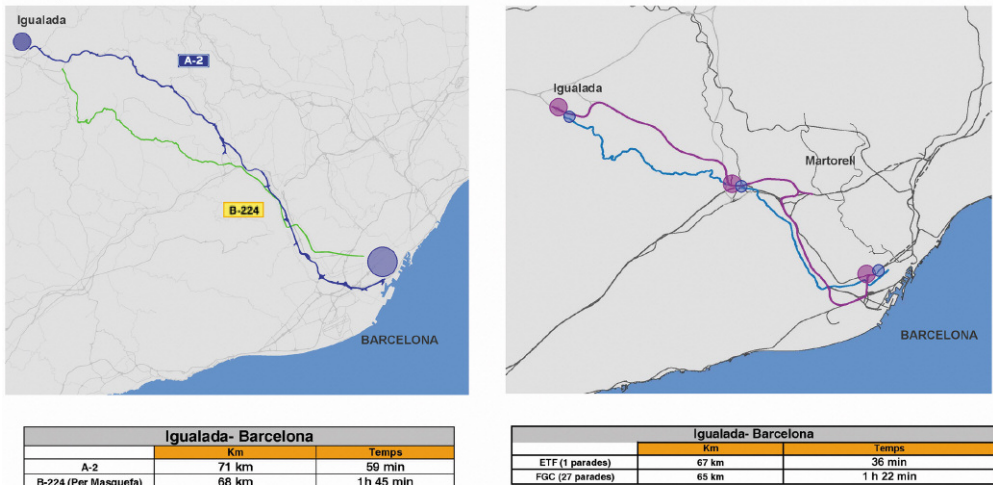 Igualada
A-2
B-224
BARCELONA
Igualada
Martorell
BARCELONA
Igualada- Barcelona
Km Temps
A-2 71 km 59 min
B-224 (Per Masquefa) 68 km 1h 45 min
Igualada- Barcelona
Km Temps
ETF (1 parades) 67 km 36 min
FGC (27 parades) 65 km 1 h 22 min